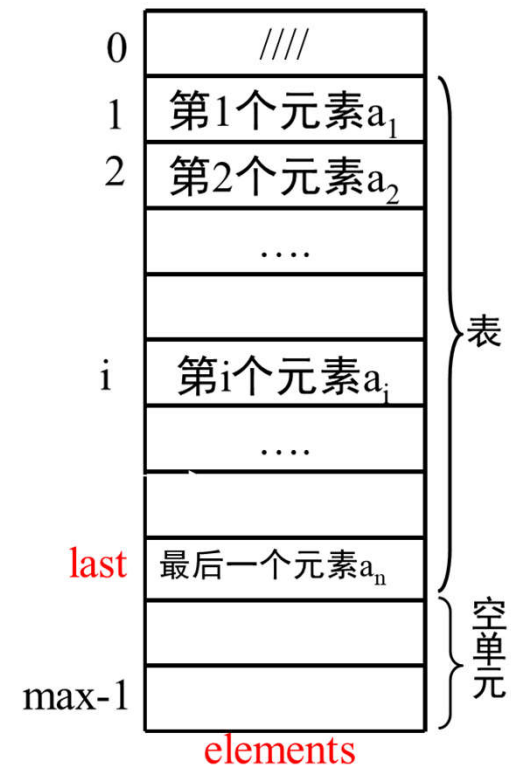 0 ////
1 第1个元素a1
2 第2个元素a2
....
i 第i个元素ai
....
表
last 最后一个元素an
空单元
max-1
elements